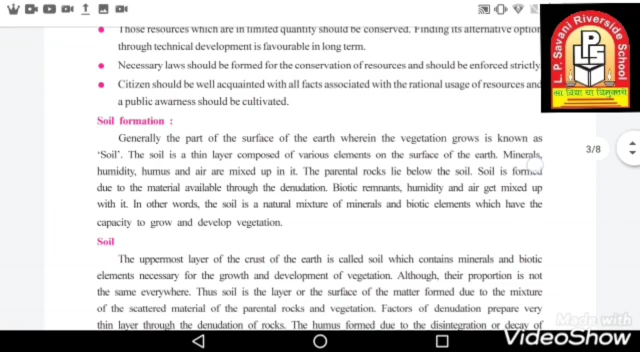 Those resources which are in limited quantity should be conserved. Finding its alternative option
through technical development is favourable in long term.
Necessary laws should be formed for the conservation of resources and should be enforced strictly.
Citizen should be well acquainted with all facts associated with the rational usage of resources and
a public awarness should be cultivated.
Soil formation :
Generally the part of the surface of the earth wherein the vegetation grows is known as
'Soil'. The soil is a thin layer composed of various elements on the surface of the earth. Minerals,
humidity, humus and air are mixed up in it. The parental rocks lie below the soil. Soil is formed
due to the material available through the denudation. Biotic remnants, humidity and air get mixed up
with it. In other words, the soil is a natural mixture of minerals and biotic elements which have the
capacity to grow and develop vegetation.
Soil
The uppermost layer of the crust of the earth is called soil which contains minerals and biotic
elements necessary for the growth and development of vegetation. Although, their proportion is not
the same everywhere. Thus soil is the layer or the surface of the matter formed due to the mixture
of the scattered material of the parental rocks and vegetation. Factors of denudation prepare very
thin layer through the denudation of rocks. The humus formed due to the disintegration or decay of
L. P. Savani Riverside School
LPS
सा विद्या या विमुक्तये
3/8
Made with
VideoShow